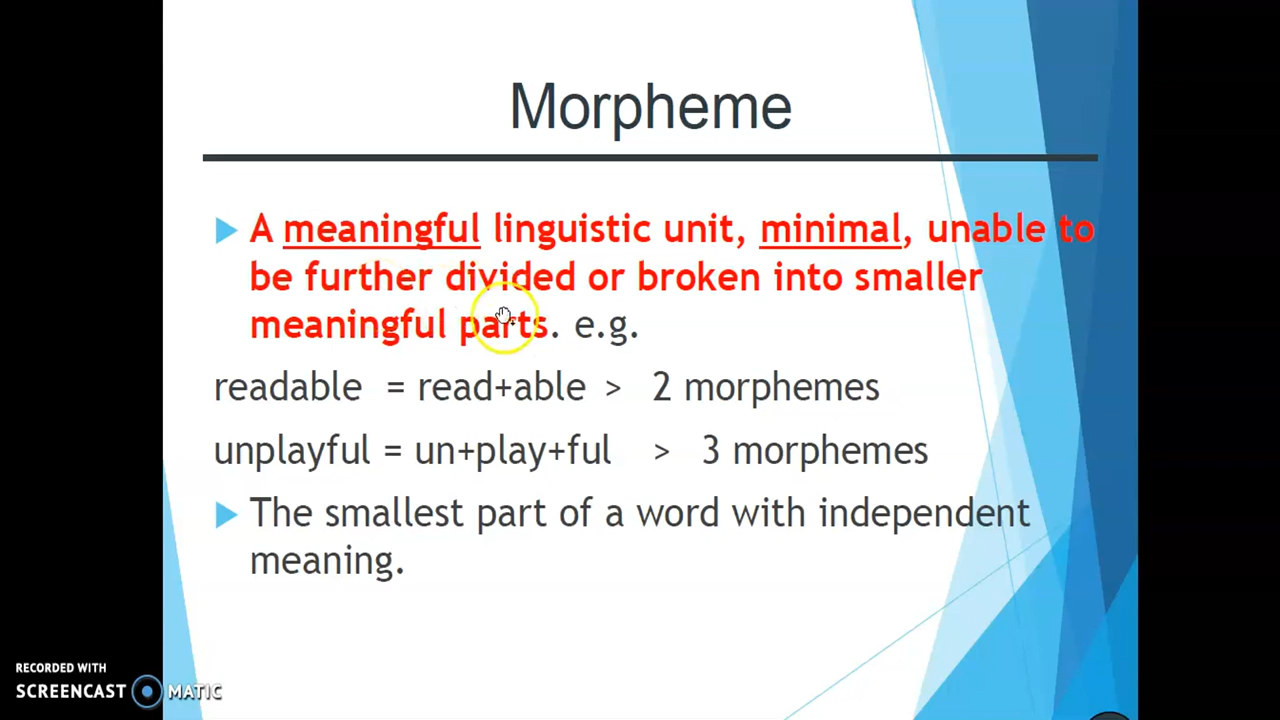 Morpheme
A meaningful linguistic unit, minimal, unable to
be further divided or broken into smaller
meaningful parts. e.g.
readable = read+able > 2 morphemes
unplayful = un+play+ful > 3 morphemes
The smallest part of a word with independent
meaning.
RECORDED WITH
SCREENCAST MATIC